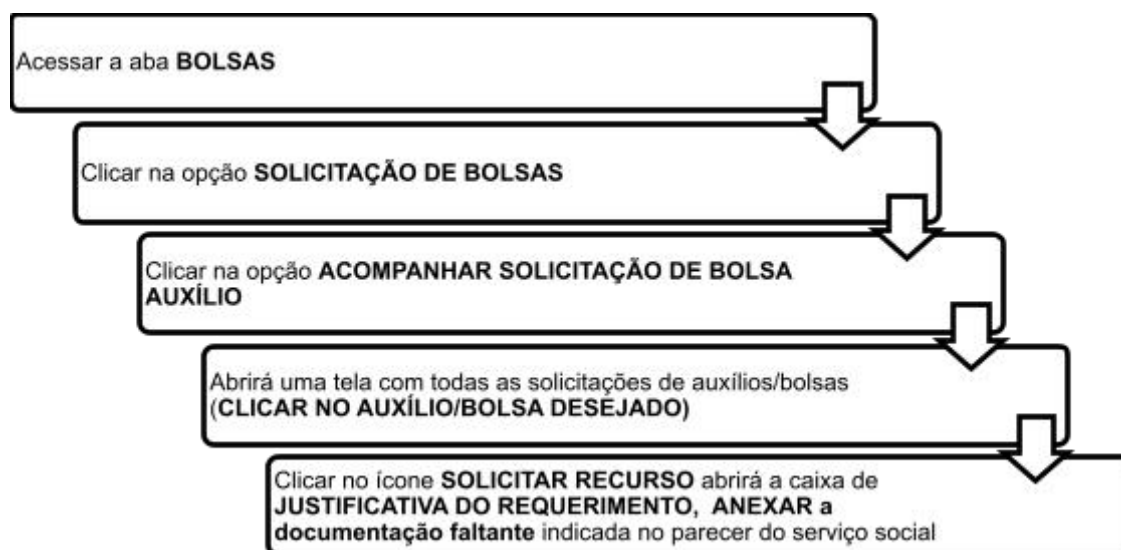 Acessar a aba BOLSAS
Clicar na opção SOLICITAÇÃO DE BOLSAS
Clicar na opção ACOMPANHAR SOLICITAÇÃO DE BOLSA
AUXÍLIO
Abrirá uma tela com todas as solicitações de auxílios/bolsas
(CLICAR NO AUXÍLIO/BOLSA DESEJADO)
Clicar no ícone SOLICITAR RECURSO abrirá a caixa de
JUSTIFICATIVA DO REQUERIMENTO, ANEXAR a
documentação faltante indicada no parecer do serviço social